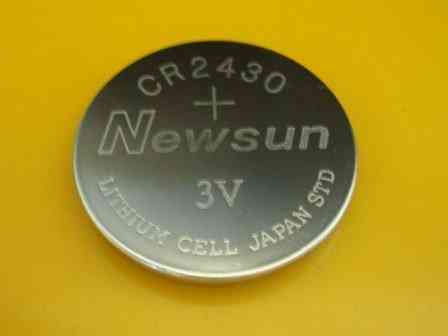 CR2430
+
Newsun
3V
LITHIUM CELL JAPAN STD